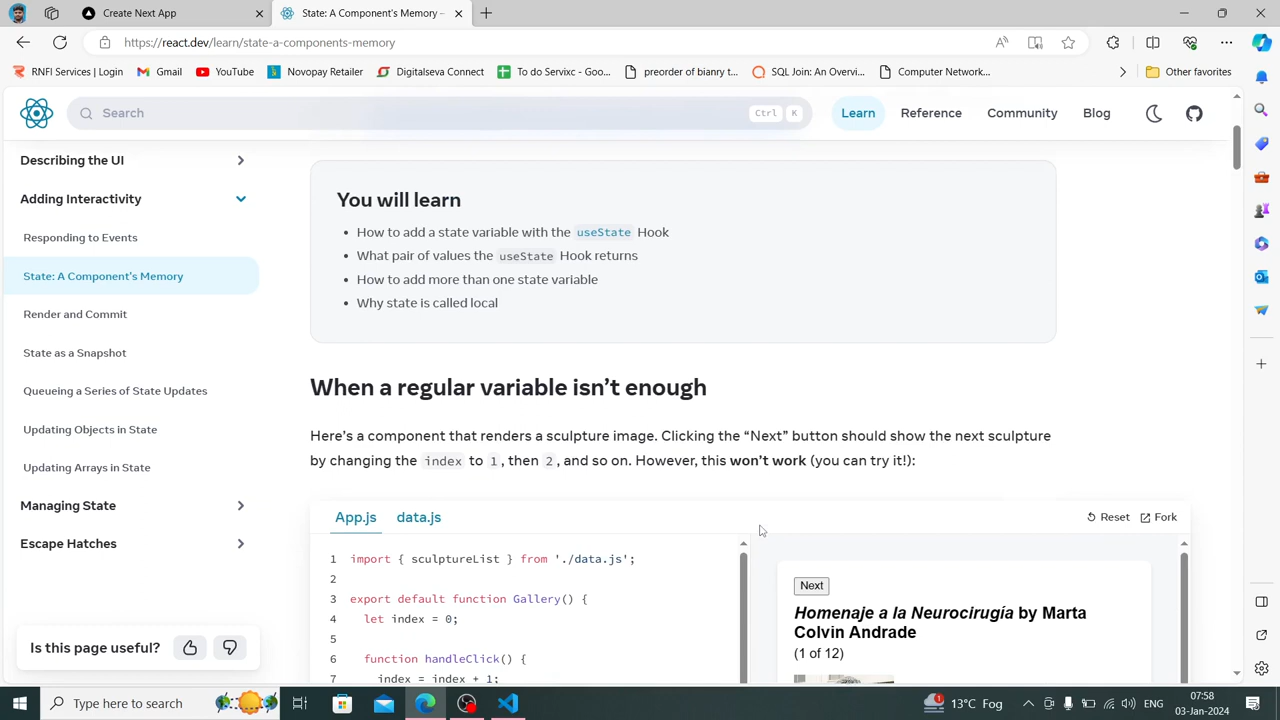 Create Next App
State: A Component's Memory –
https://react.dev/learn/state-a-components-memory
RNFI Services | Login
Gmail
YouTube
Novopay Retailer
Digitalseva Connect
To do Servixc - Goo...
preorder of bianry t...
SQL Join: An Overvi...
Computer Network...
Other favorites
Search
Ctrl K
Learn
Reference
Community
Blog
Describing the UI
Adding Interactivity
Responding to Events
State: A Component's Memory
Render and Commit
State as a Snapshot
Queueing a Series of State Updates
Updating Objects in State
Updating Arrays in State
Managing State
Escape Hatches
Is this page useful?
You will learn
• How to add a state variable with the useState Hook
• What pair of values the useState Hook returns
• How to add more than one state variable
• Why state is called local
When a regular variable isn’t enough
Here’s a component that renders a sculpture image. Clicking the “Next” button should show the next sculpture
by changing the index to 1, then 2, and so on. However, this won’t work (you can try it!):
App.js
data.js
Reset
Fork
1 import { sculptureList } from './data.js';
2
3 export default function Gallery() {
4 let index = 0;
5
6 function handleClick() {
7 index = index + 1;
Next
Homenaje a la Neurocirugía by Marta
Colvin Andrade
(1 of 12)
Type here to search
1
13°C Fog
ENG
07:58
03-Jan-2024